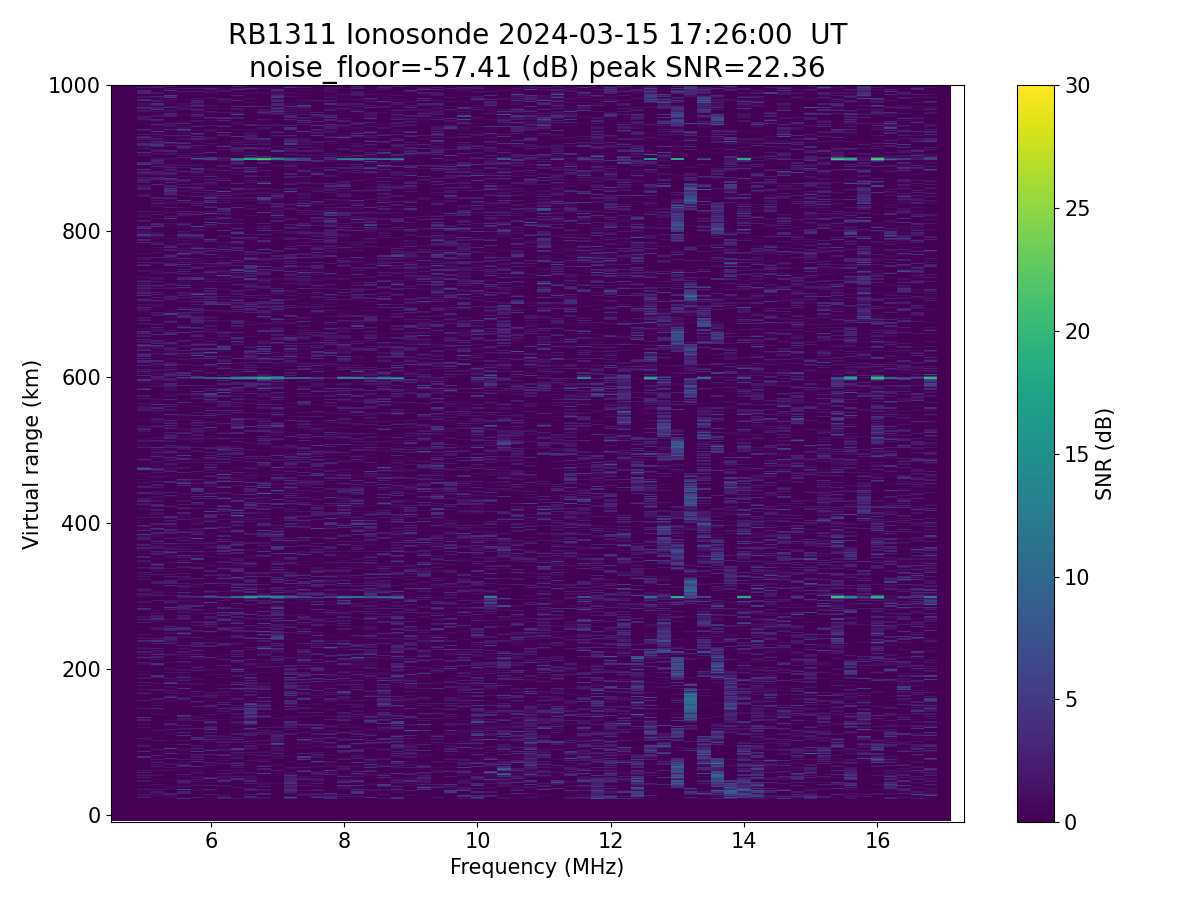 RB1311 Ionosonde 2024-03-15 17:26:00  UT
noise_floor=-57.41 (dB) peak SNR=22.36
1000
800
600
400
200
0
Virtual range (km)
6 8 10 12 14 16
Frequency (MHz)
30
25
20
15
10
5
0
SNR (dB)